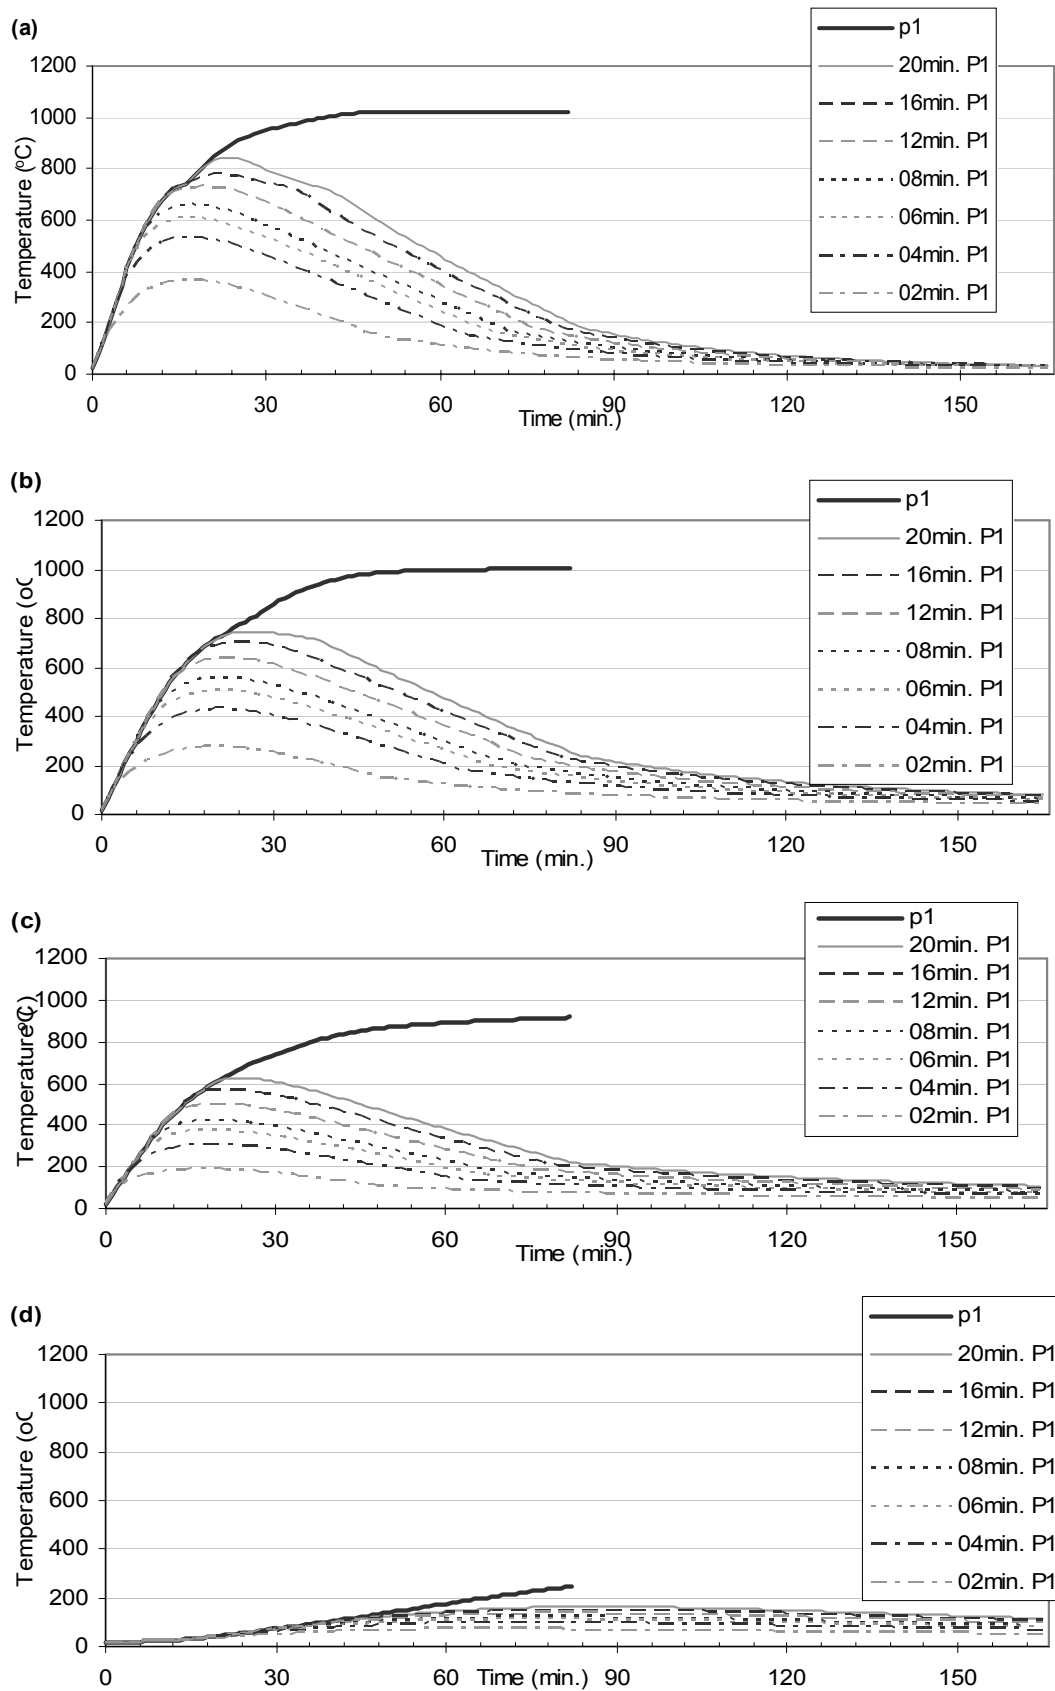 (a)
p1
20min. P1
16min. P1
12min. P1
08min. P1
06min. P1
04min. P1
02min. P1
Temperature (ºC)
1200
1000
800
600
400
200
0
0 30 60 90 120 150
Time (min.)
(b)
p1
20min. P1
16min. P1
12min. P1
08min. P1
06min. P1
04min. P1
02min. P1
Temperature (oC
1200
1000
800
600
400
200
0
0 30 60 90 120 150
Time (min.)
(c)
p1
20min. P1
16min. P1
12min. P1
08min. P1
06min. P1
04min. P1
02min. P1
Temperature(ºC)
1200
1000
800
600
400
200
0
0 30 60 90 120 150
Time (min.)
(d)
p1
20min. P1
16min. P1
12min. P1
08min. P1
06min. P1
04min. P1
02min. P1
Temperature (oC
1200
1000
800
600
400
200
0
0 30 60 Time (min.) 90 120 150